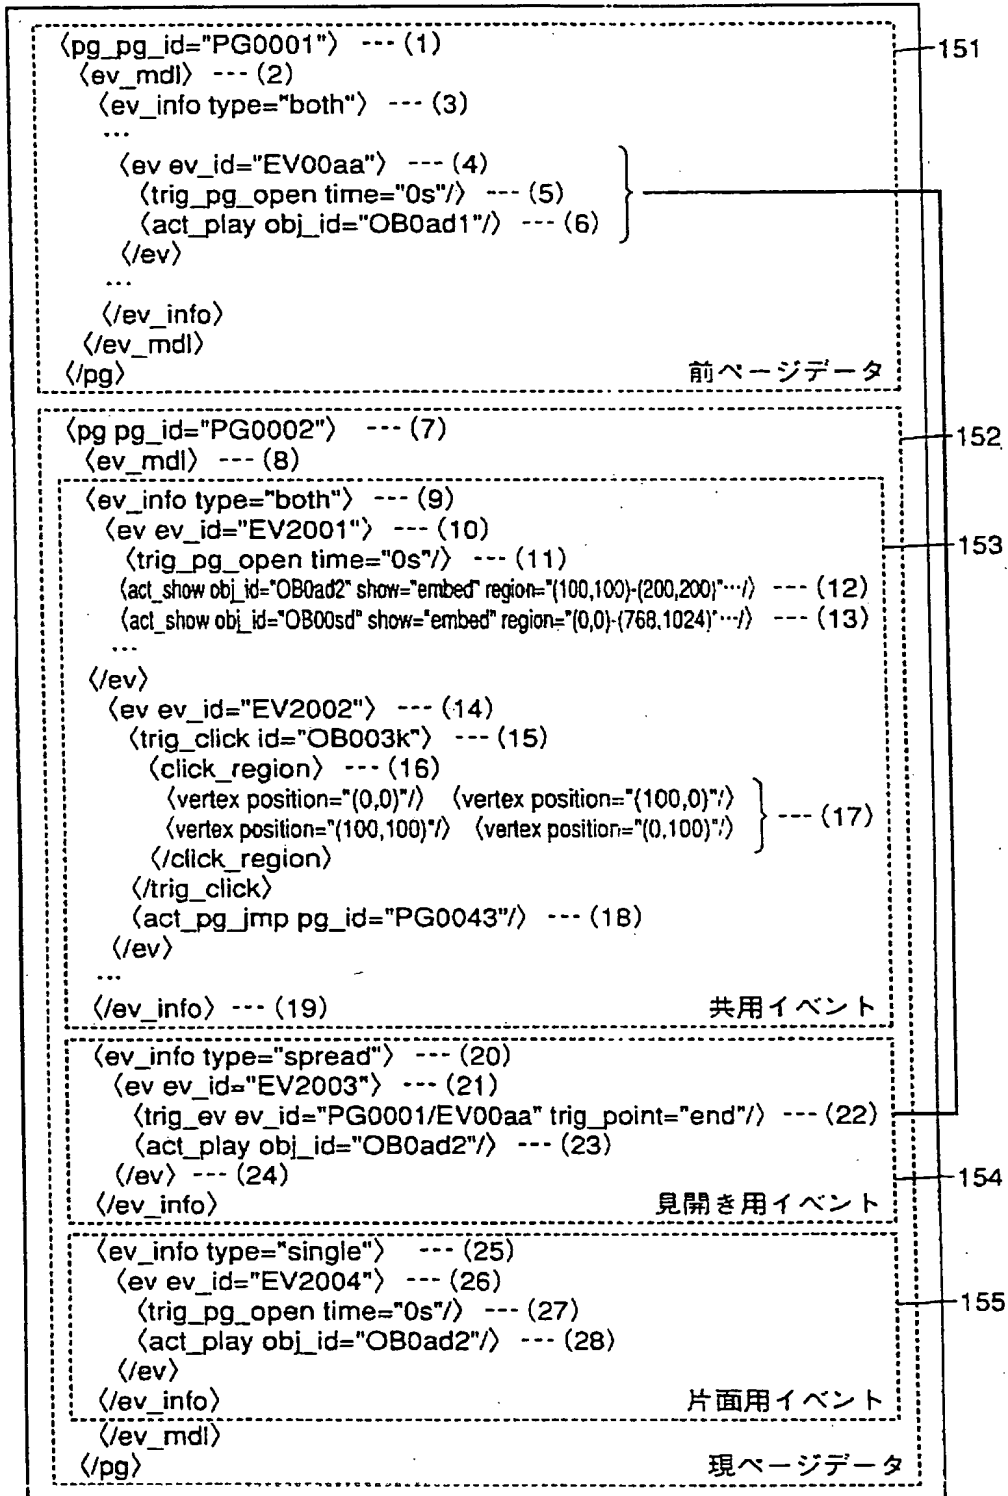 〈pg_pg_id="PG0001"〉 --- (1)
151
〈ev_mdl〉 --- (2)
〈ev_info type="both"〉 --- (3)
...
〈ev ev_id="EV00aa"〉 --- (4)
〈trig_pg_open time="0s"/〉 --- (5)
〈act_play obj_id="OB0ad1"/〉 --- (6)
〈/ev〉
...
〈/ev_info〉
〈/ev_mdl〉
〈/pg〉 前ページデータ
〈pg pg_id="PG0002"〉 --- (7)
152
〈ev_mdl〉 --- (8)
〈ev_info type="both"〉 --- (9)
〈ev ev_id="EV2001"〉 --- (10)
153
〈trig_pg_open time="0s"/〉 --- (11)
〈act_show obj_id="OB0ad2" show="embed" region="(100,100)-(200,200)"…/〉 --- (12)
〈act_show obj_id="OB00sd" show="embed" region="(0,0)-(768,1024)"…/〉 --- (13)
...
〈/ev〉
〈ev ev_id="EV2002"〉 --- (14)
〈trig_click id="OB003k"〉 --- (15)
〈click_region〉 --- (16)
〈vertex position="(0,0)"/〉 〈vertex position="(100,0)"/〉
〈vertex position="(100,100)"/〉 〈vertex position="(0,100)"/〉 --- (17)
〈/click_region〉
〈/trig_click〉
〈act_pg_jmp pg_id="PG0043"/〉 --- (18)
〈/ev〉
...
〈/ev_info〉 --- (19) 共用イベント
〈ev_info type="spread"〉 --- (20)
〈ev ev_id="EV2003"〉 --- (21)
〈trig_ev ev_id="PG0001/EV00aa" trig_point="end"/〉 --- (22)
〈act_play obj_id="OB0ad2"/〉 --- (23)
〈/ev〉 --- (24)
154
〈/ev_info〉 見開き用イベント
〈ev_info type="single"〉 --- (25)
〈ev ev_id="EV2004"〉 --- (26)
155
〈trig_pg_open time="0s"/〉 --- (27)
〈act_play obj_id="OB0ad2"/〉 --- (28)
〈/ev〉
〈/ev_info〉 片面用イベント
〈/ev_mdl〉
〈/pg〉 現ページデータ